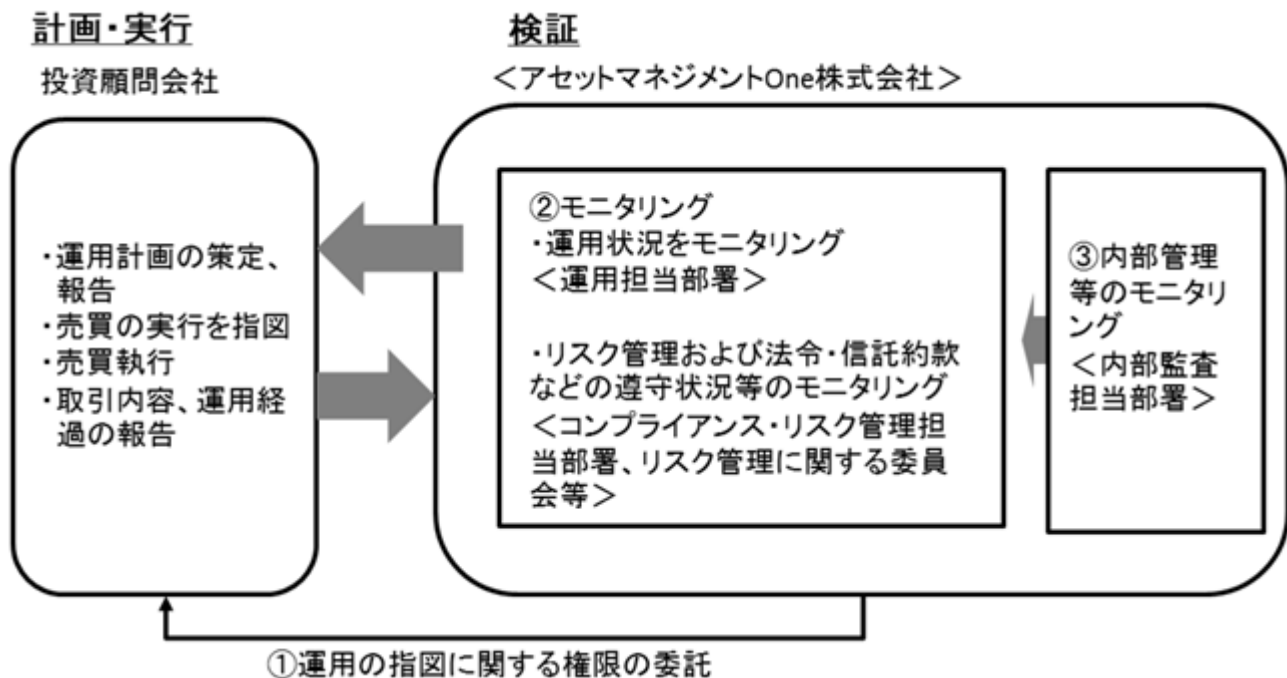 計画・実行
投資顧問会社
・運用計画の策定、
報告
・売買の実行を指図
・売買執行
・取引内容、運用経
過の報告
検証
＜アセットマネジメントOne株式会社＞
②モニタリング
・運用状況をモニタリング
＜運用担当部署＞
・リスク管理および法令・信託約款
などの遵守状況等のモニタリング
＜コンプライアンス・リスク管理担
当部署、リスク管理に関する委員
会等＞
③内部管理
等のモニタリ
ング
＜内部監査
担当部署＞
①運用の指図に関する権限の委託